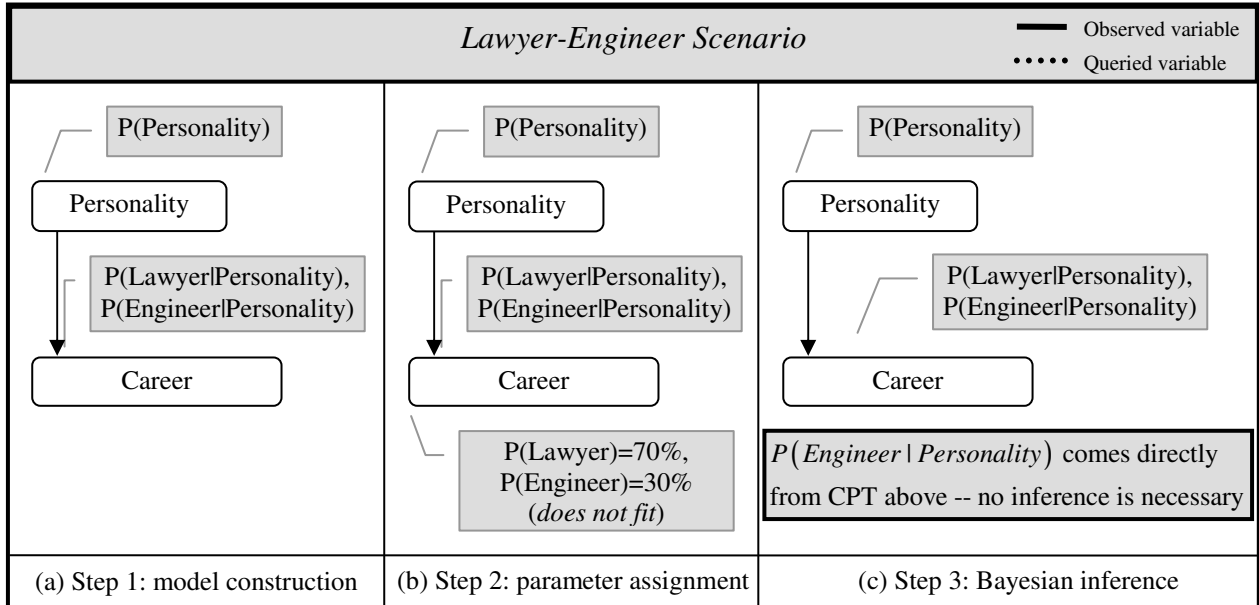 Lawyer-Engineer Scenario
Observed variable
Queried variable
P(Personality)
Personality
P(Lawyer|Personality),
P(Engineer|Personality)
Career
(a) Step 1: model construction
P(Personality)
Personality
P(Lawyer|Personality),
P(Engineer|Personality)
Career
P(Lawyer)=70%,
P(Engineer)=30%
(does not fit)
(b) Step 2: parameter assignment
P(Personality)
Personality
P(Lawyer|Personality),
P(Engineer|Personality)
Career
P(Engineer | Personality) comes directly
from CPT above -- no inference is necessary
(c) Step 3: Bayesian inference